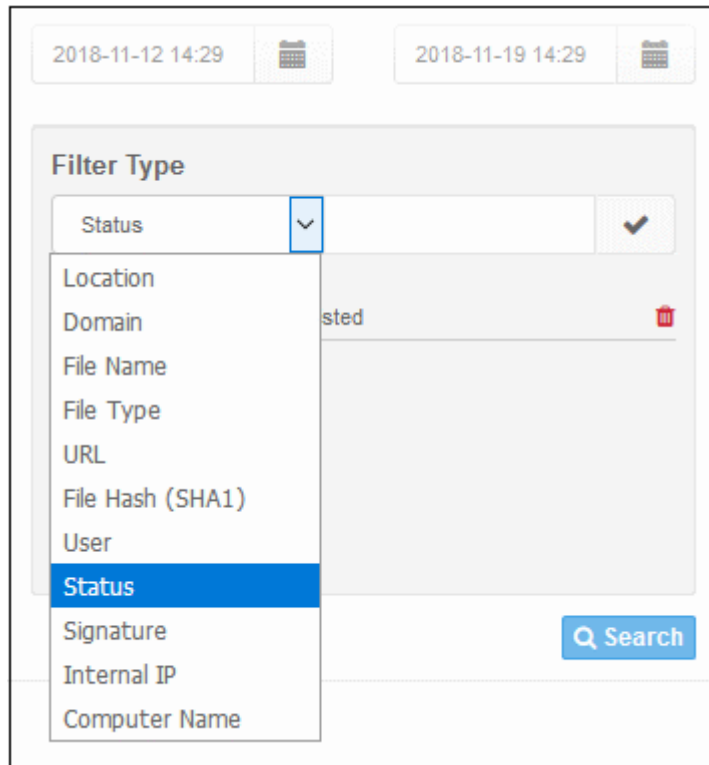 2018-11-12 14:29 2018-11-19 14:29
Filter Type
Status
Location
Domain sted
File Name
File Type
URL
File Hash (SHA1)
User
Status
Signature
Search
Internal IP
Computer Name